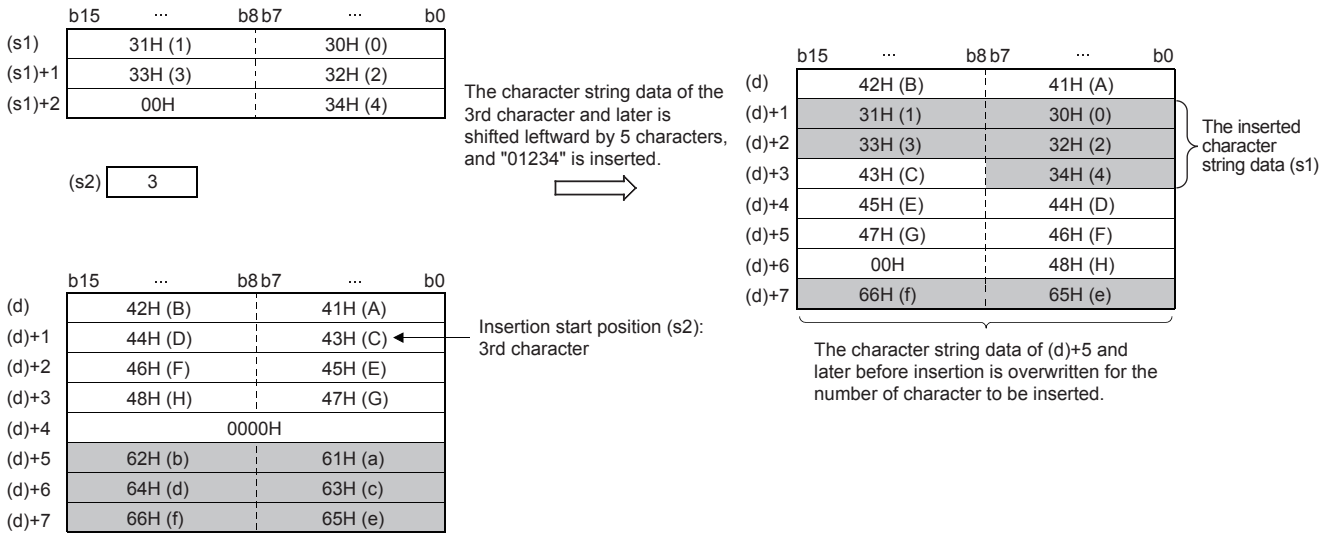 b15 ··· b8 b7 ··· b0
(s1) 31H (1) 30H (0)
(s1)+1 33H (3) 32H (2)
(s1)+2 00H 34H (4)
(s2) 3
The character string data of the
3rd character and later is
shifted leftward by 5 characters,
and "01234" is inserted.
b15 ··· b8 b7 ··· b0
(d) 42H (B) 41H (A)
(d)+1 44H (D) 43H (C)
(d)+2 46H (F) 45H (E)
(d)+3 48H (H) 47H (G)
(d)+4 0000H
(d)+5 62H (b) 61H (a)
(d)+6 64H (d) 63H (c)
(d)+7 66H (f) 65H (e)
Insertion start position (s2):
3rd character
b15 ··· b8 b7 ··· b0
(d) 42H (B) 41H (A)
(d)+1 31H (1) 30H (0)
(d)+2 33H (3) 32H (2)
(d)+3 43H (C) 34H (4)
(d)+4 45H (E) 44H (D)
(d)+5 47H (G) 46H (F)
(d)+6 00H 48H (H)
(d)+7 66H (f) 65H (e)
The inserted
character
string data (s1)
The character string data of (d)+5 and
later before insertion is overwritten for the
number of character to be inserted.